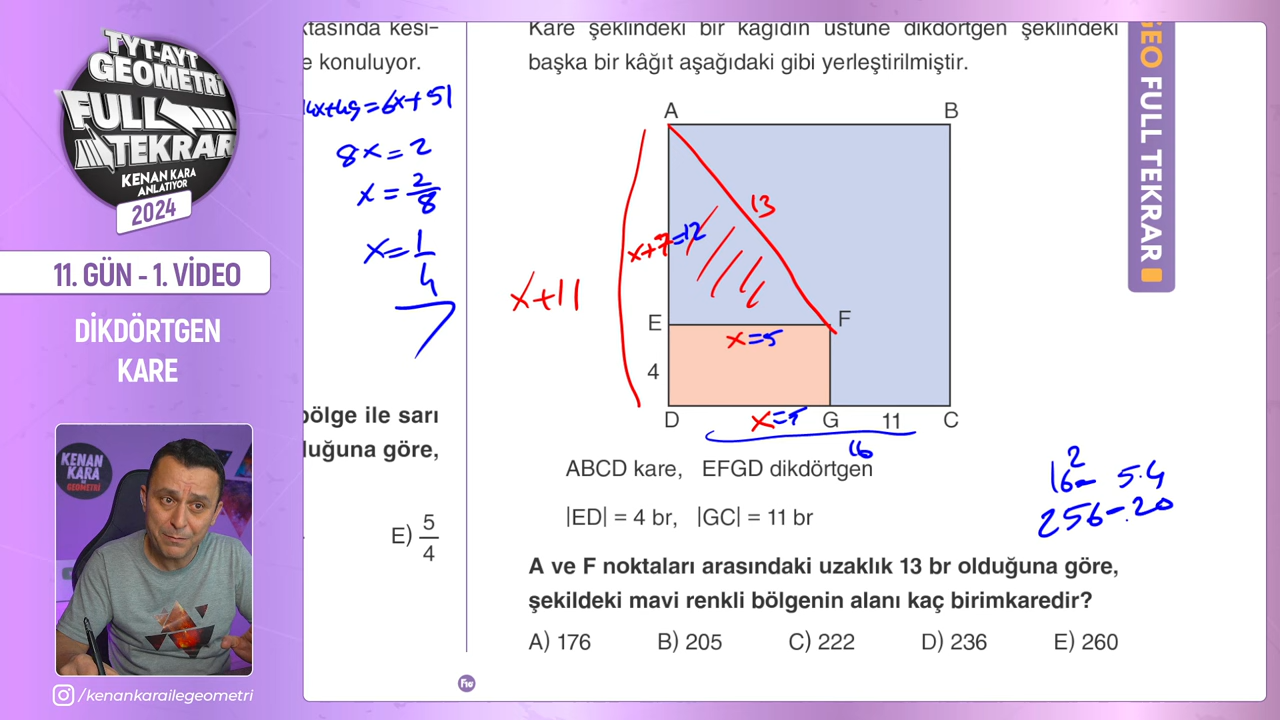 TYT-AYT
GEOMETRİ
FULL
TEKRAR
KENAN KARA
ANLATIYOR
2024
11. GÜN - 1. VİDEO
DİKDÖRTGEN
KARE
KENAN
KARA
GEOMETRİ
/kenankarailegeometri
ktasında kesi-
e konuluyor.
4x+49=6x+51
8x=2
x=2/8
x=1/4
bölge ile sarı
luğuna göre,
E) 5/4
Kare şeklindeki bir kağıdın üstüne dikdörtgen şeklindeki
başka bir kâğıt aşağıdaki gibi yerleştirilmiştir.
A
B
13
x+7=12
x+11
E
F
x=5
4
D
x=5
G
11
C
16
ABCD kare, EFGD dikdörtgen
|ED| = 4 br, |GC| = 11 br
16²- 5.4
256-20
A ve F noktaları arasındaki uzaklık 13 br olduğuna göre,
şekildeki mavi renkli bölgenin alanı kaç birimkaredir?
A) 176 B) 205 C) 222 D) 236 E) 260
GEO FULL TEKRAR